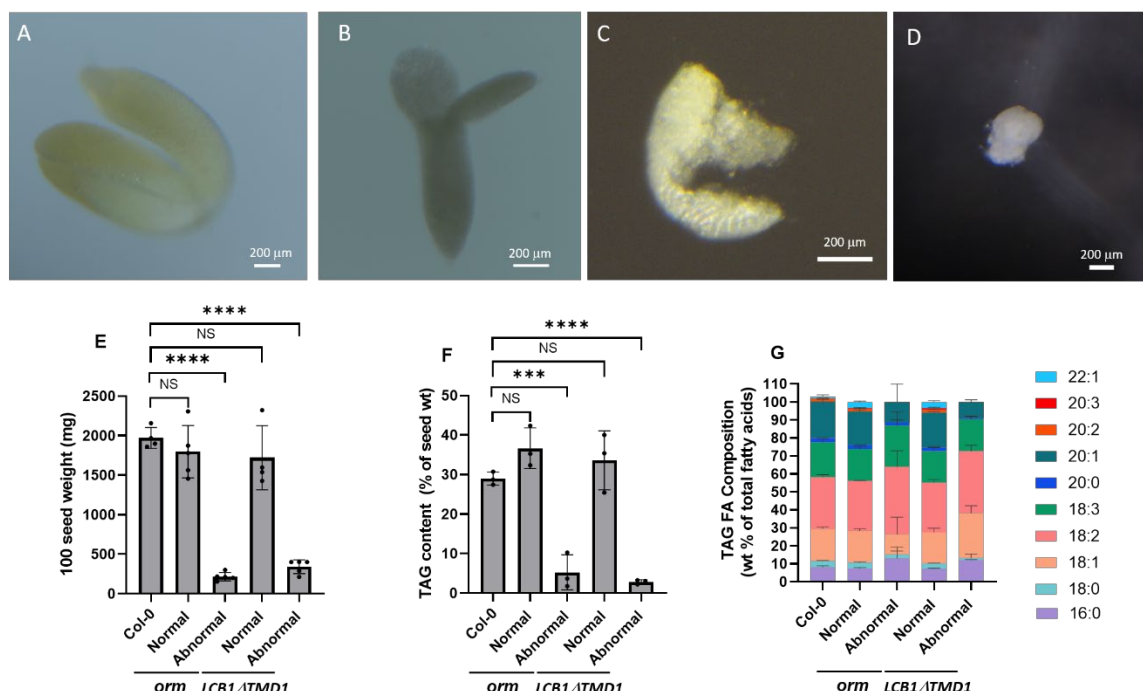 A
B
C
D
200 μm
200 μm
200 μm
200 μm
E
****
NS
****
NS
100 seed weight (mg)
2500
2000
1500
1000
500
0
Col-0
Normal
Abnormal
Normal
Abnormal
orm
LCB1ΔTMD1
F
****
NS
***
NS
TAG content (% of seed wt)
50
40
30
20
10
0
Col-0
Normal
Abnormal
Normal
Abnormal
orm
LCB1ΔTMD1
G
TAG FA Composition
(wt % of total fatty acids)
110
100
90
80
70
60
50
40
30
20
10
0
Col-0
Normal
Abnormal
Normal
Abnormal
orm
LCB1ΔTMD1
22:1
20:3
20:2
20:1
20:0
18:3
18:2
18:1
18:0
16:0